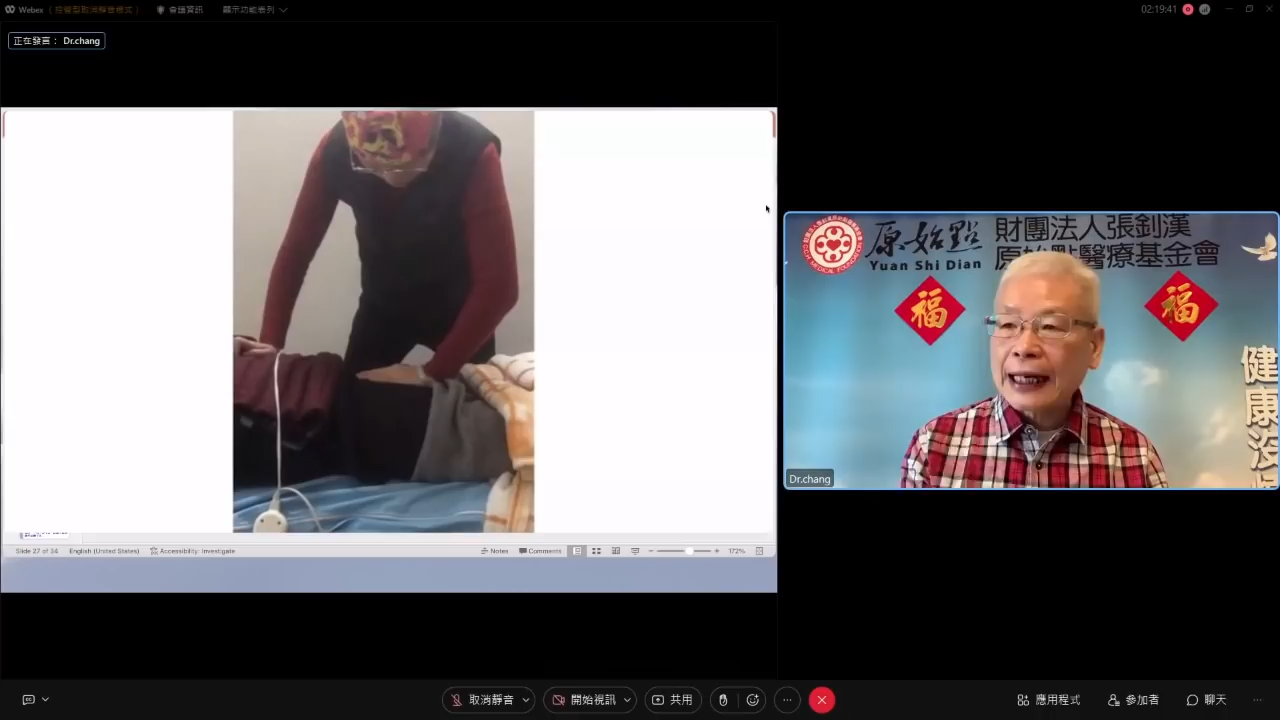 Webex
會議資訊
顯示功能表列
02:19:41
正在發言： Dr.chang
原始點
Yuan Shi Dian
財團法人張釗漢
原始點醫療基金會
福
福
健康沒
Dr.chang
Slide 27 of 34
English (United States)
Accessibility: Investigate
Notes
Comments
172%
取消靜音
開始視訊
共用
應用程式
參加者
聊天